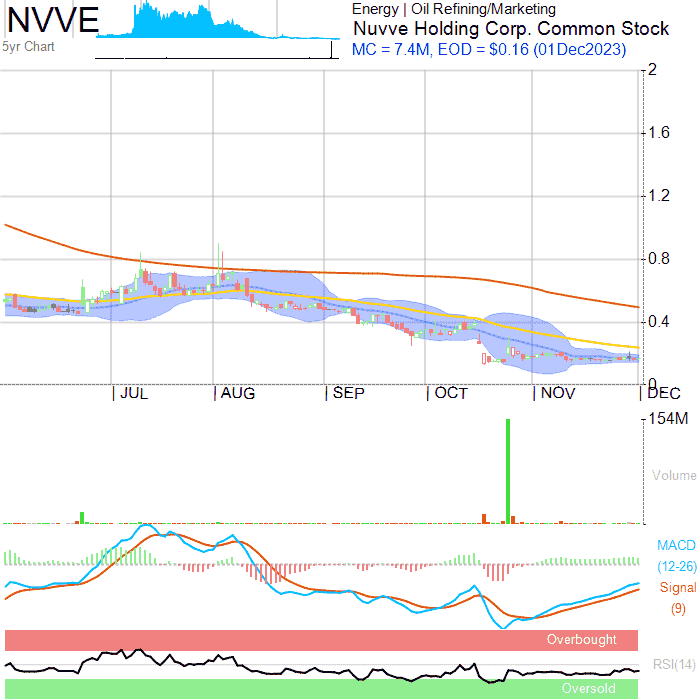 NVVE
5yr Chart
Energy | Oil Refining/Marketing
Nuvve Holding Corp. Common Stock
MC = 7.4M, EOD = $0.16 (01Dec2023)
2
1.6
1.2
0.8
0.4
0
JUL
AUG
SEP
OCT
NOV
DEC
154M
Volume
MACD
(12-26)
Signal
(9)
Overbought
RSI(14)
Oversold